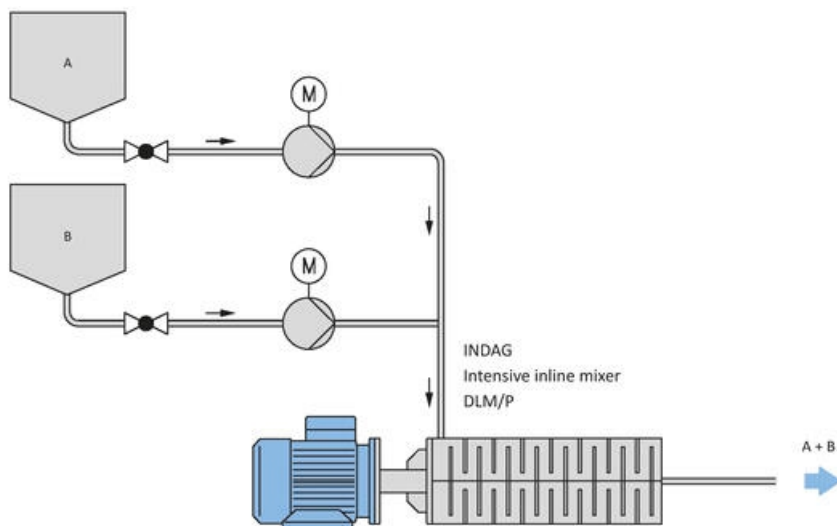 A
M
B
M
INDAG
Intensive inline mixer
DLM/P
A + B